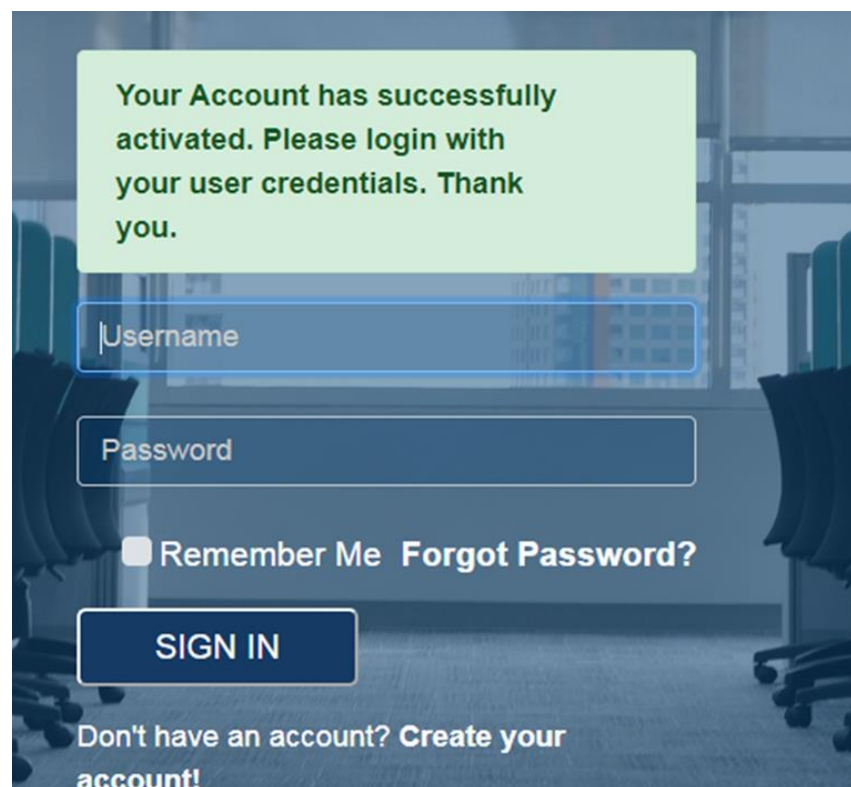 Your Account has successfully
activated. Please login with
your user credentials. Thank
you.
Username
Password
Remember Me Forgot Password?
SIGN IN
Don't have an account? Create your
account!